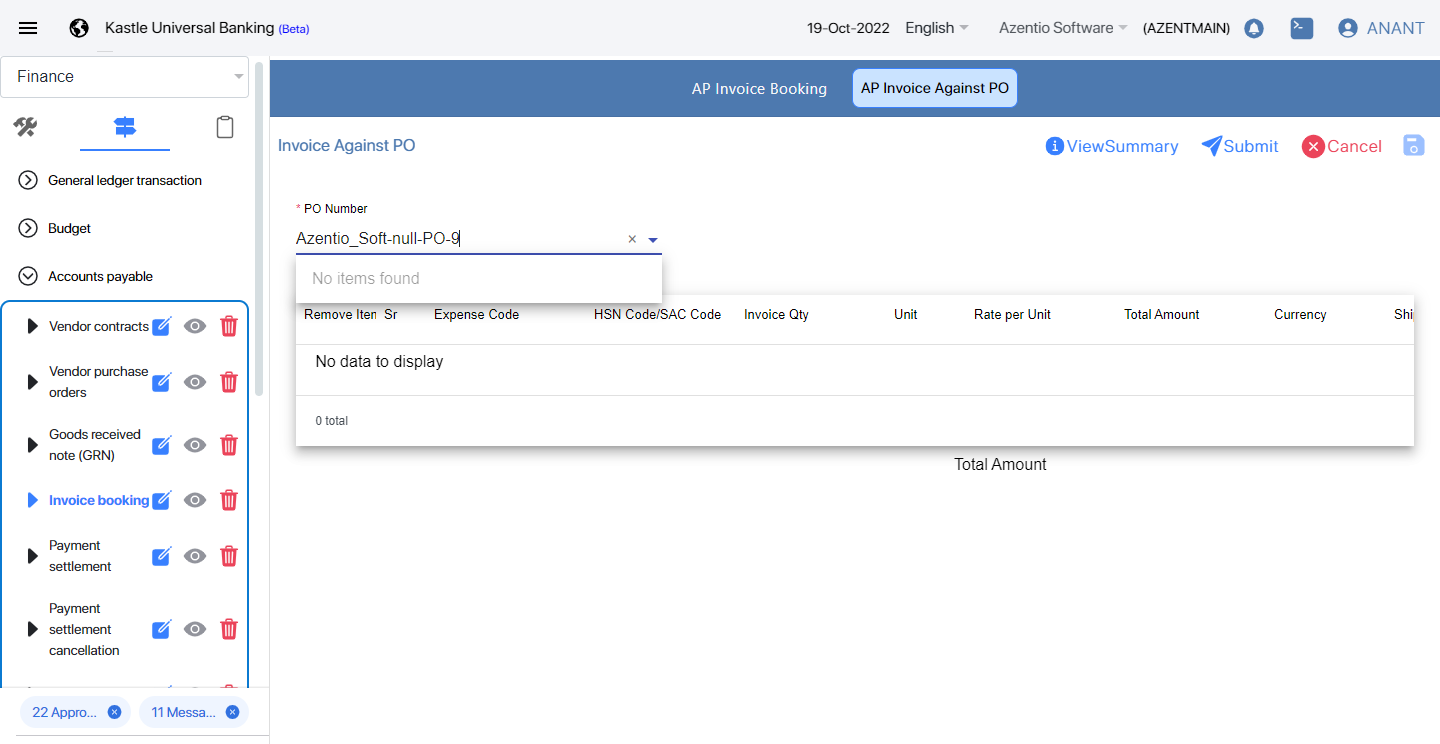 Kastle Universal Banking (Beta)
19-Oct-2022 English Azentio Software (AZENTMAIN) ANANT
Finance
AP Invoice Booking AP Invoice Against PO
Invoice Against PO
ViewSummary Submit Cancel
General ledger transaction
Budget
Accounts payable
Vendor contracts
Vendor purchase
orders
Goods received
note (GRN)
Invoice booking
Payment
settlement
Payment
settlement
cancellation
22 Appro... 11 Messa...
* PO Number
Azentio_Soft-null-PO-9
No items found
Remove Iten Sr Expense Code HSN Code/SAC Code Invoice Qty Unit Rate per Unit Total Amount Currency Shi
No data to display
0 total
Total Amount